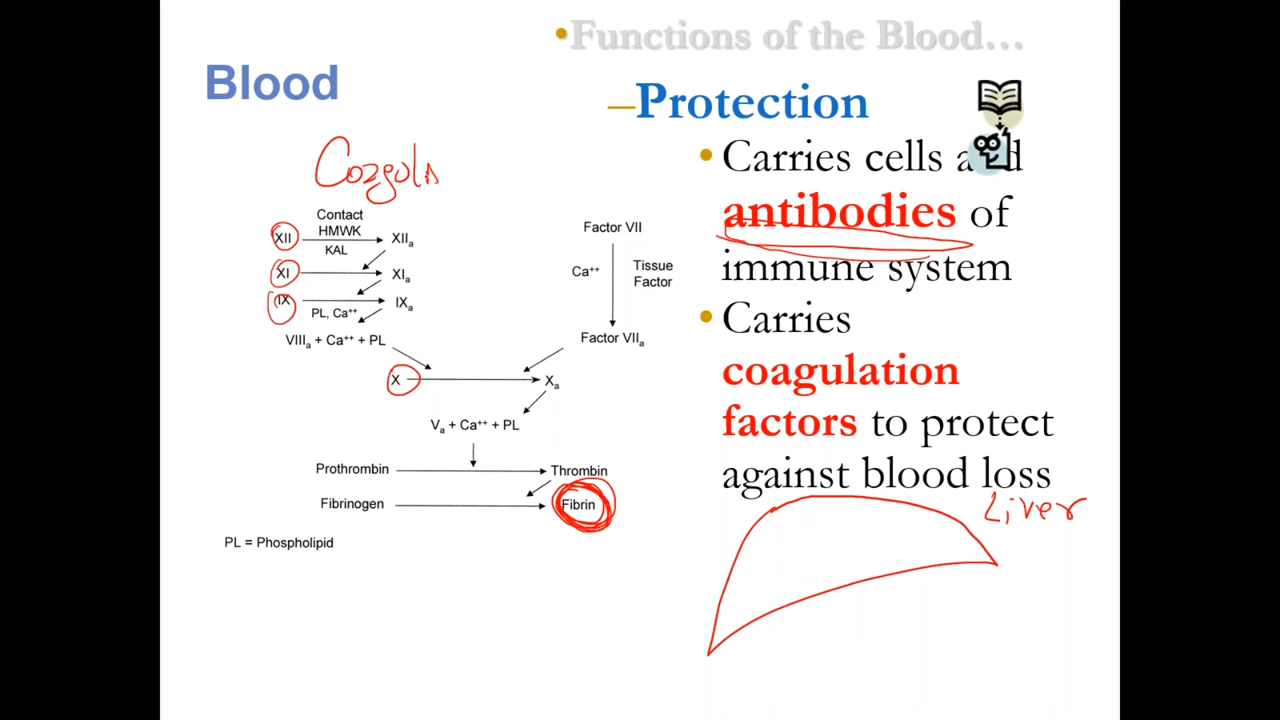 •Functions of the Blood…
Blood
–Protection
• Carries cells and
antibodies of
immune system
• Carries
coagulation
factors to protect
against blood loss
Liver
Contact
HMWK
XII
XIIa
KAL
XI
XIa
IX
IXa
PL, Ca++
VIIIa + Ca++ + PL
Factor VII
Ca++
Tissue
Factor
Factor VIIa
X
Xa
Va + Ca++ + PL
Prothrombin
Thrombin
Fibrinogen
Fibrin
PL = Phospholipid